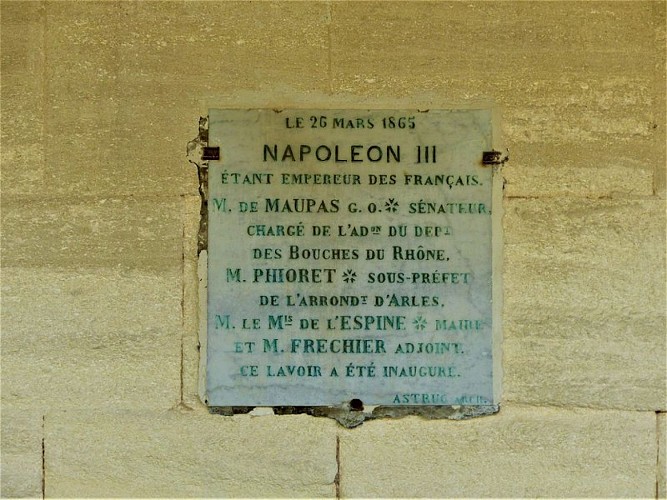 LE 26 MARS 1865
NAPOLEON III
ÉTANT EMPEREUR DES FRANÇAIS.
M. DE MAUPAS G. O. ※ SÉNATEUR,
CHARGÉ DE L'ADON DU DEPT
DES BOUCHES DU RHÔNE,
M. PHIORET ※ SOUS-PRÉFET
DE L'ARRONDT D'ARLES,
M. LE MIS DE L'ESPINE ※ MAIRE
ET M. FRECHIER ADJOINT.
CE LAVOIR A ÉTÉ INAUGURÉ.
ASTRUC ARCH.